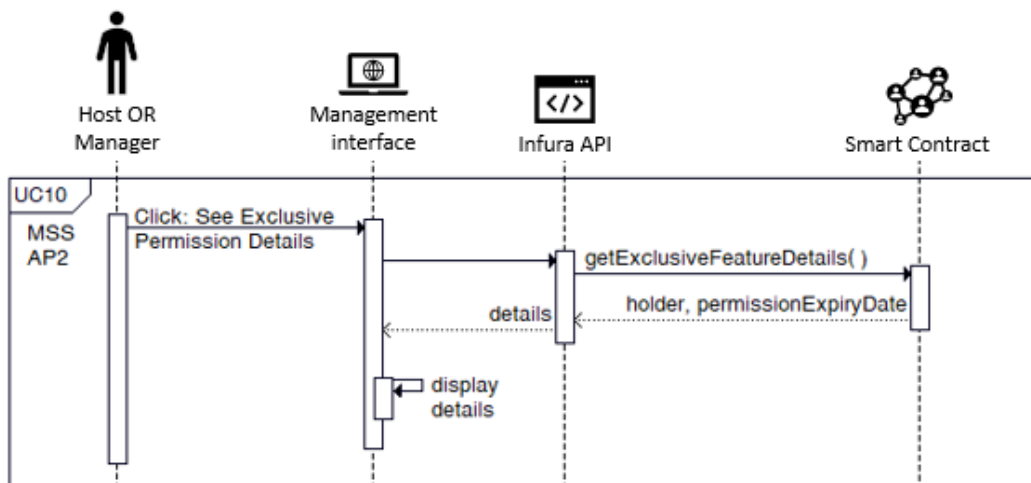 Host OR
Manager
Management
interface
</>
Infura API
Smart Contract
UC10
MSS
AP2
Click: See Exclusive
Permission Details
getExclusiveFeatureDetails( )
holder, permissionExpiryDate
details
display
details